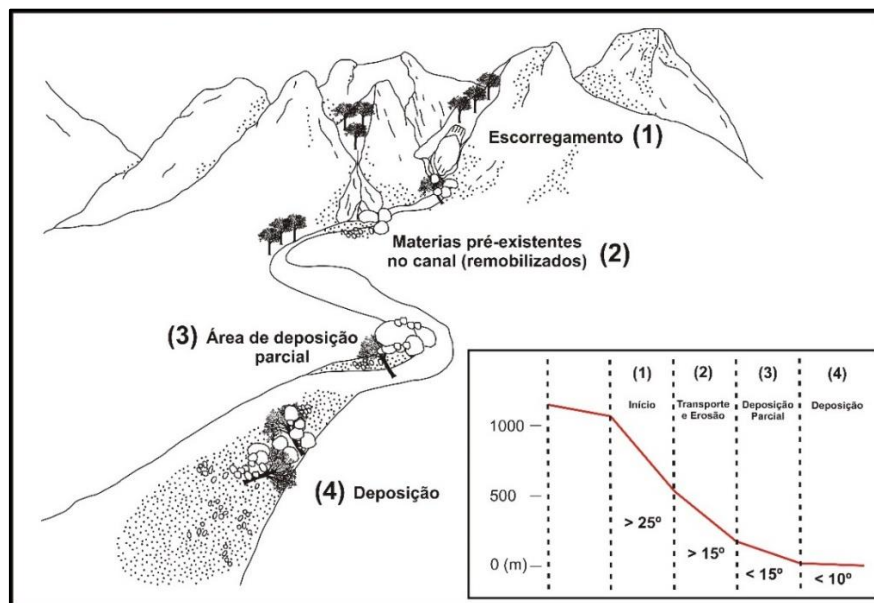 Escorregamento (1)
Materias pré-existentes
no canal (remobilizados) (2)
(3) Área de deposição
parcial
(4) Deposição
(1) (2) (3) (4)
Início Transporte e Erosão Deposição Parcial Deposição
1000
500
0 (m)
> 25º
> 15º
< 15º
< 10º